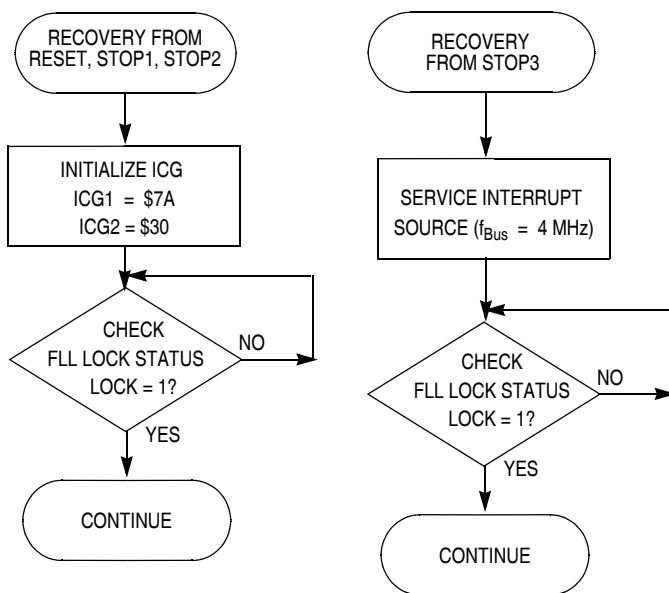 RECOVERY FROM
RESET, STOP1, STOP2
INITIALIZE ICG
ICG1 = $7A
ICG2 = $30
CHECK
FLL LOCK STATUS
LOCK = 1?
NO
YES
CONTINUE
RECOVERY
FROM STOP3
SERVICE INTERRUPT
SOURCE (fBus = 4 MHz)
CHECK
FLL LOCK STATUS
LOCK = 1?
NO
YES
CONTINUE